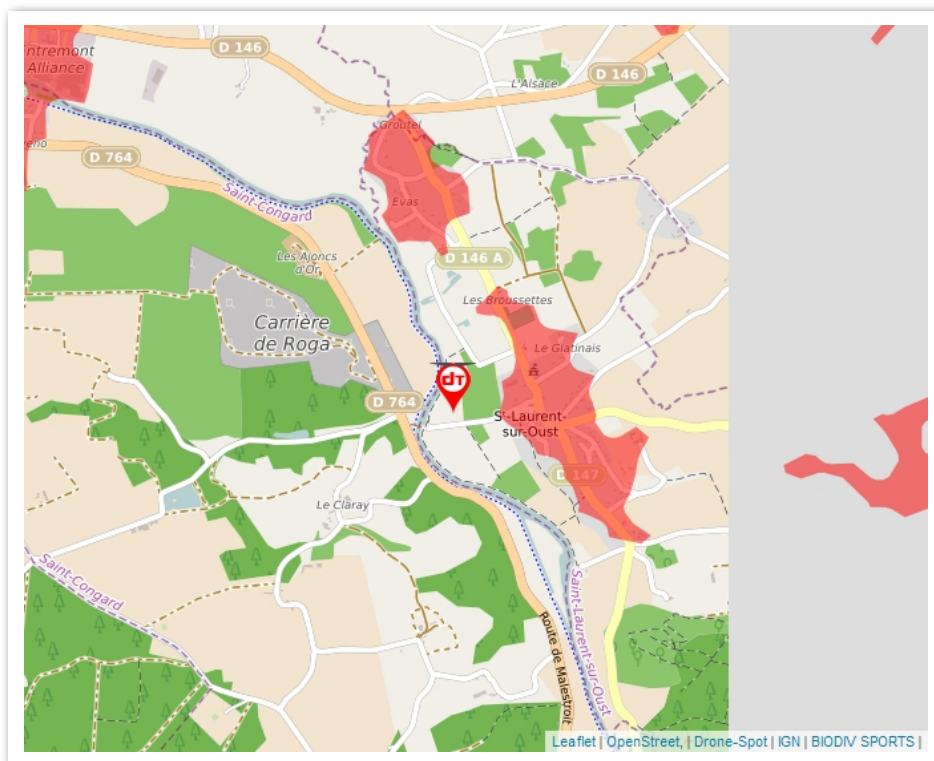 D 146
Entremont
Alliance
D 146
L'Alsace
Groutel
D 764
Saint-Congard
Evas
Les Ajoncs
d'Or
D 146 A
Les Broussettes
Carrière
de Roga
Le Glatinais
dT
D 764
St-Laurent-
sur-Oust
D 147
Le Claray
Saint-Congard
Saint-Laurent-sur-Oust
Route de Malestroit
Leaflet | OpenStreet, | Drone-Spot | IGN | BIODIV SPORTS |